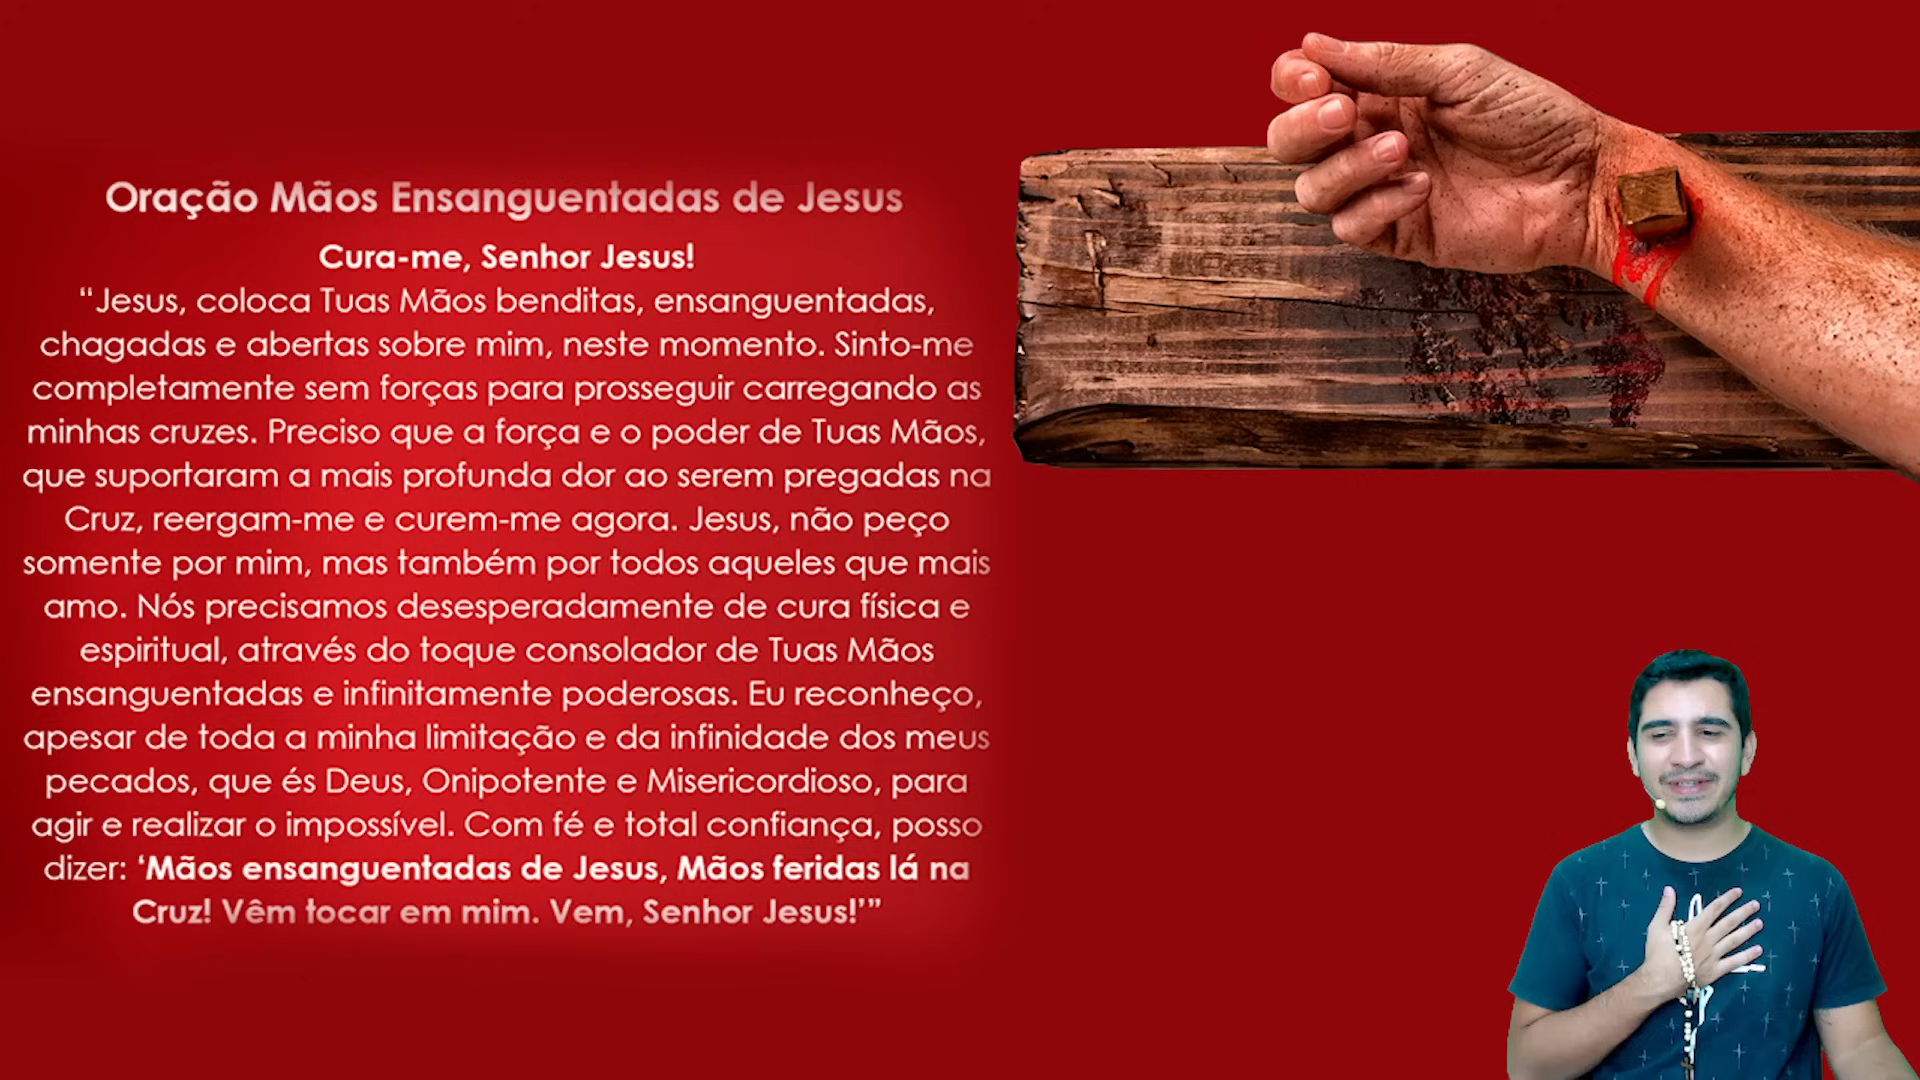 Oração Mãos Ensanguentadas de Jesus
Cura-me, Senhor Jesus!
“Jesus, coloca Tuas Mãos benditas, ensanguentadas,
chagadas e abertas sobre mim, neste momento. Sinto-me
completamente sem forças para prosseguir carregando as
minhas cruzes. Preciso que a força e o poder de Tuas Mãos,
que suportaram a mais profunda dor ao serem pregadas na
Cruz, reergam-me e curem-me agora. Jesus, não peço
somente por mim, mas também por todos aqueles que mais
amo. Nós precisamos desesperadamente de cura física e
espiritual, através do toque consolador de Tuas Mãos
ensanguentadas e infinitamente poderosas. Eu reconheço,
apesar de toda a minha limitação e da infinidade dos meus
pecados, que és Deus, Onipotente e Misericordioso, para
agir e realizar o impossível. Com fé e total confiança, posso
dizer: ‘Mãos ensanguentadas de Jesus, Mãos feridas lá na
Cruz! Vêm tocar em mim. Vem, Senhor Jesus!’”